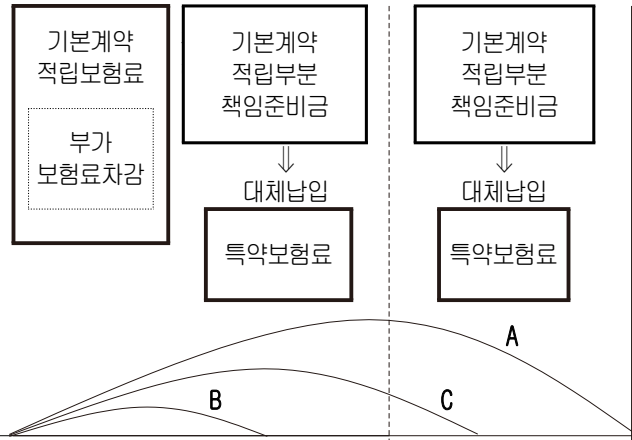 기본계약
적립보험료
부가
보험료차감
기본계약
적립부분
책임준비금
⇓
대체납입
특약보험료
기본계약
적립부분
책임준비금
⇓
대체납입
특약보험료
A
B
C